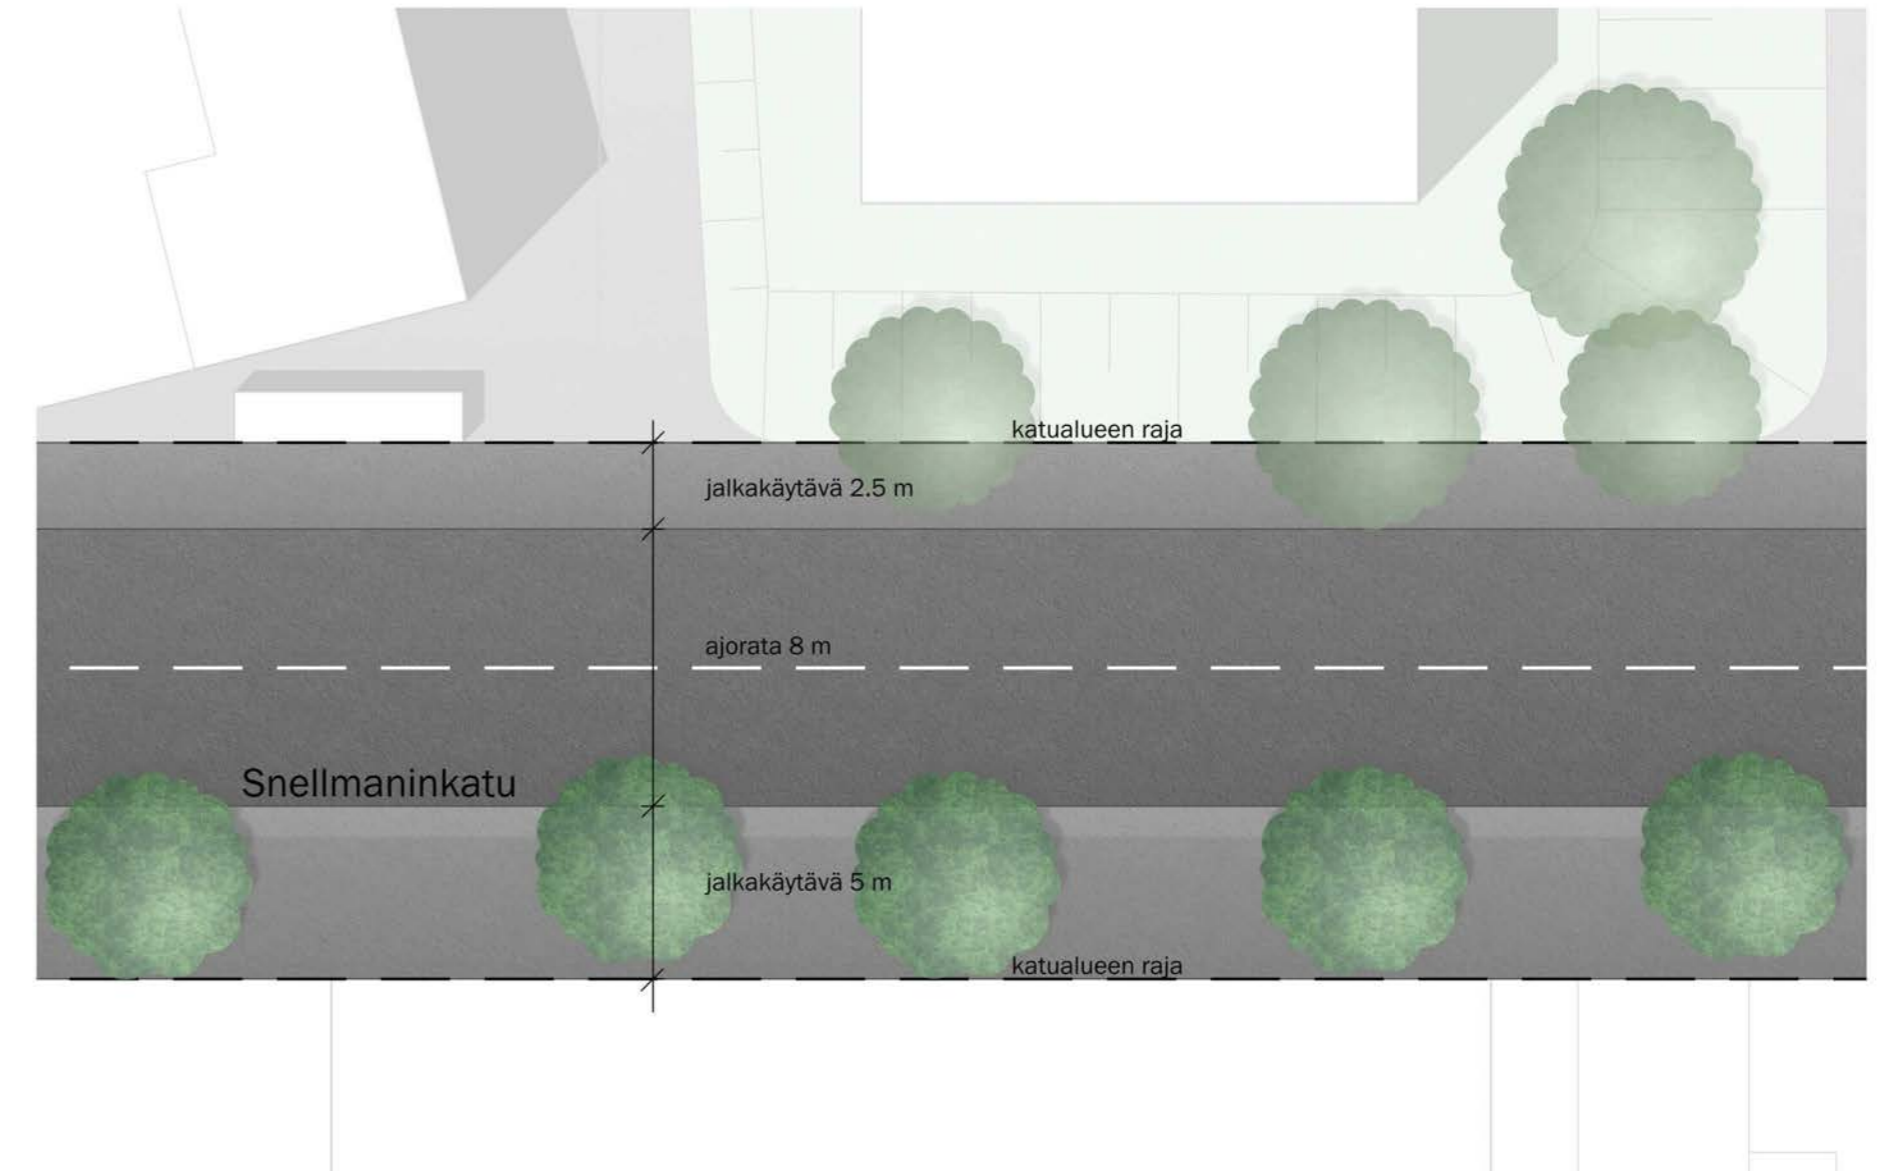 katualueen raja
jalkakäytävä 2.5 m
ajorata 8 m
Snellmaninkatu
jalkakäytävä 5 m
katualueen raja